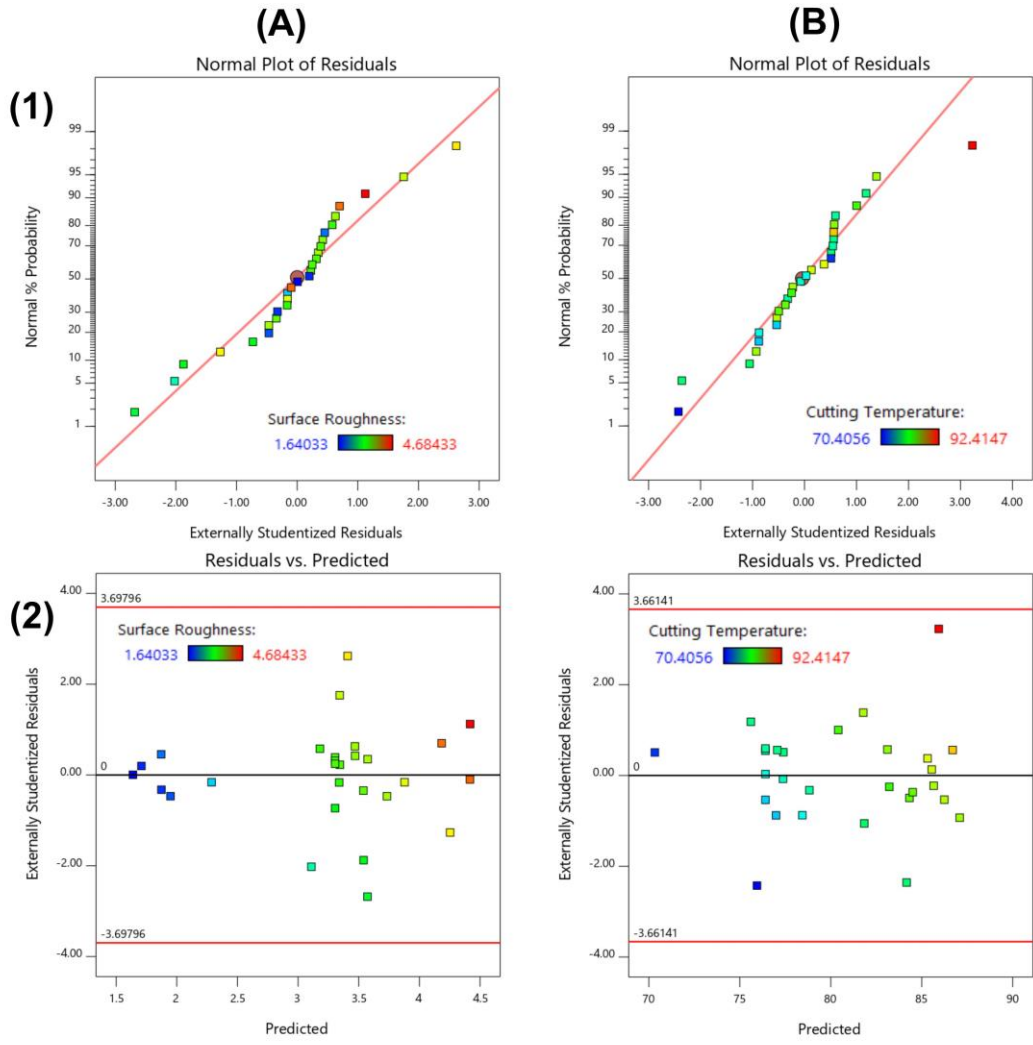 (A)
(B)
(1)
Normal Plot of Residuals
Normal % Probability
99
95
90
80
70
50
30
20
10
5
1
Surface Roughness:
1.64033 4.68433
-3.00 -2.00 -1.00 0.00 1.00 2.00 3.00
Externally Studentized Residuals
Normal Plot of Residuals
Normal % Probability
99
95
90
80
70
50
30
20
10
5
1
Cutting Temperature:
70.4056 92.4147
-3.00 -2.00 -1.00 0.00 1.00 2.00 3.00 4.00
Externally Studentized Residuals
(2)
Residuals vs. Predicted
Externally Studentized Residuals
4.00
2.00
0.00
-2.00
-4.00
3.69796
Surface Roughness:
1.64033 4.68433
0
-3.69796
1.5 2 2.5 3 3.5 4 4.5
Predicted
Residuals vs. Predicted
Externally Studentized Residuals
4.00
2.00
0.00
-2.00
-4.00
3.66141
Cutting Temperature:
70.4056 92.4147
0
-3.66141
70 75 80 85 90
Predicted